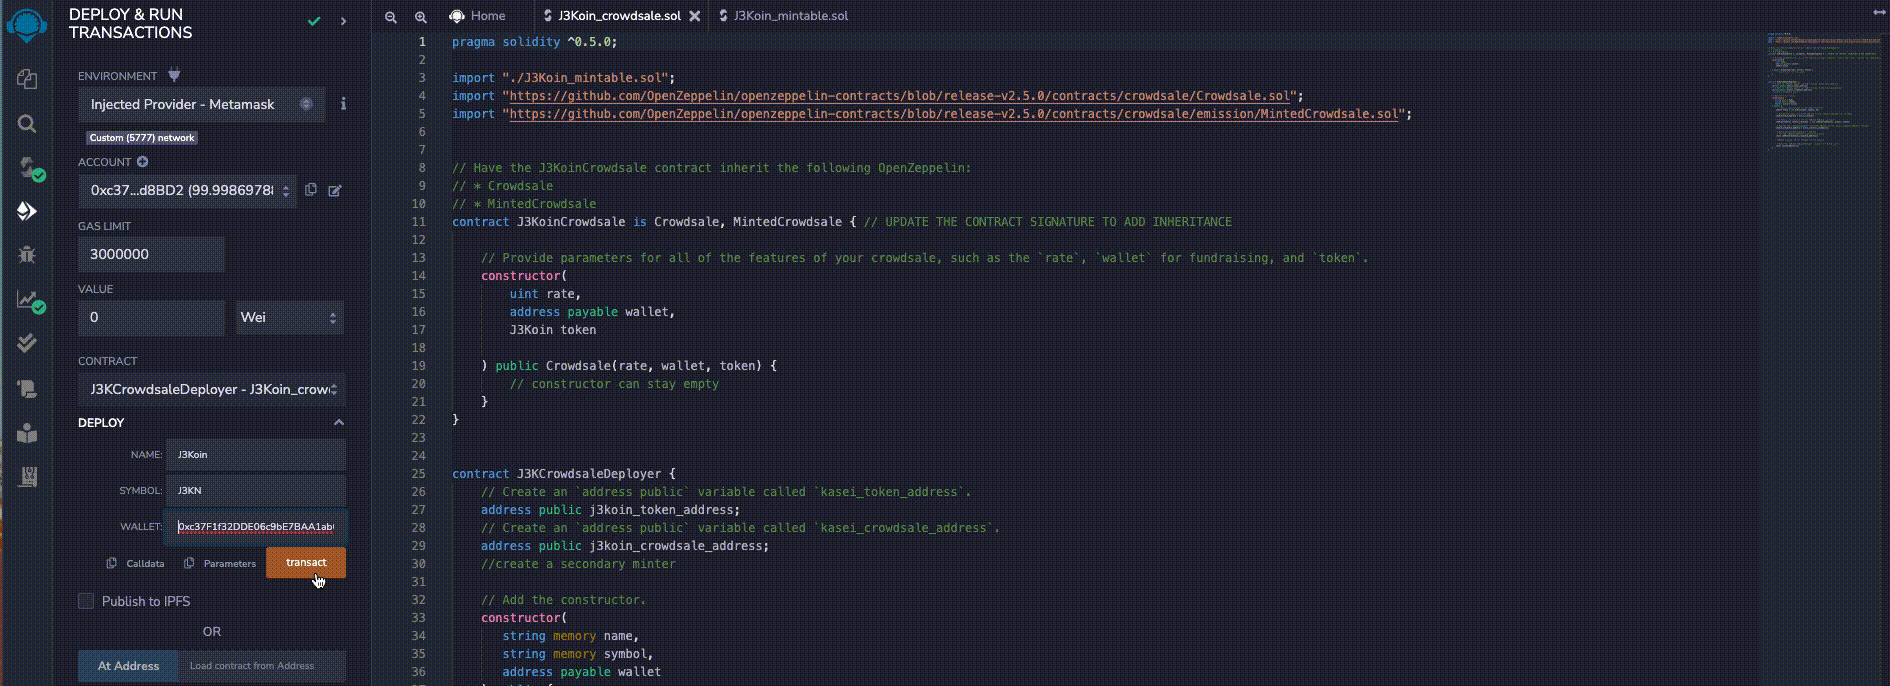 DEPLOY & RUN
TRANSACTIONS
ENVIRONMENT
Injected Provider - Metamask
i
Custom (5777) network
ACCOUNT
0xc37...d8BD2 (99.9986978
GAS LIMIT
3000000
VALUE
0
Wei
CONTRACT
J3KCrowdsaleDeployer - J3Koin_crow
DEPLOY
NAME: J3Koin
SYMBOL: J3KN
WALLET: 0xc37F1f32DDE06c9bE7BAA1ab
Calldata Parameters transact
Publish to IPFS
OR
At Address Load contract from Address
Home J3Koin_crowdsale.sol J3Koin_mintable.sol
1 pragma solidity ^0.5.0;
2
3 import "./J3Koin_mintable.sol";
4 import "https://github.com/OpenZeppelin/openzeppelin-contracts/blob/release-v2.5.0/contracts/crowdsale/Crowdsale.sol";
5 import "https://github.com/OpenZeppelin/openzeppelin-contracts/blob/release-v2.5.0/contracts/crowdsale/emission/MintedCrowdsale.sol";
6
7
8 // Have the J3KoinCrowdsale contract inherit the following OpenZeppelin:
9 // * Crowdsale
10 // * MintedCrowdsale
11 contract J3KoinCrowdsale is Crowdsale, MintedCrowdsale { // UPDATE THE CONTRACT SIGNATURE TO ADD INHERITANCE
12
13 // Provide parameters for all of the features of your crowdsale, such as the `rate`, `wallet` for fundraising, and `token`.
14 constructor(
15 uint rate,
16 address payable wallet,
17 J3Koin token
18
19 ) public Crowdsale(rate, wallet, token) {
20 // constructor can stay empty
21 }
22 }
23
24
25 contract J3KCrowdsaleDeployer {
26 // Create an `address public` variable called `kasei_token_address`.
27 address public j3koin_token_address;
28 // Create an `address public` variable called `kasei_crowdsale_address`.
29 address public j3koin_crowdsale_address;
30 //create a secondary minter
31
32 // Add the constructor.
33 constructor(
34 string memory name,
35 string memory symbol,
36 address payable wallet